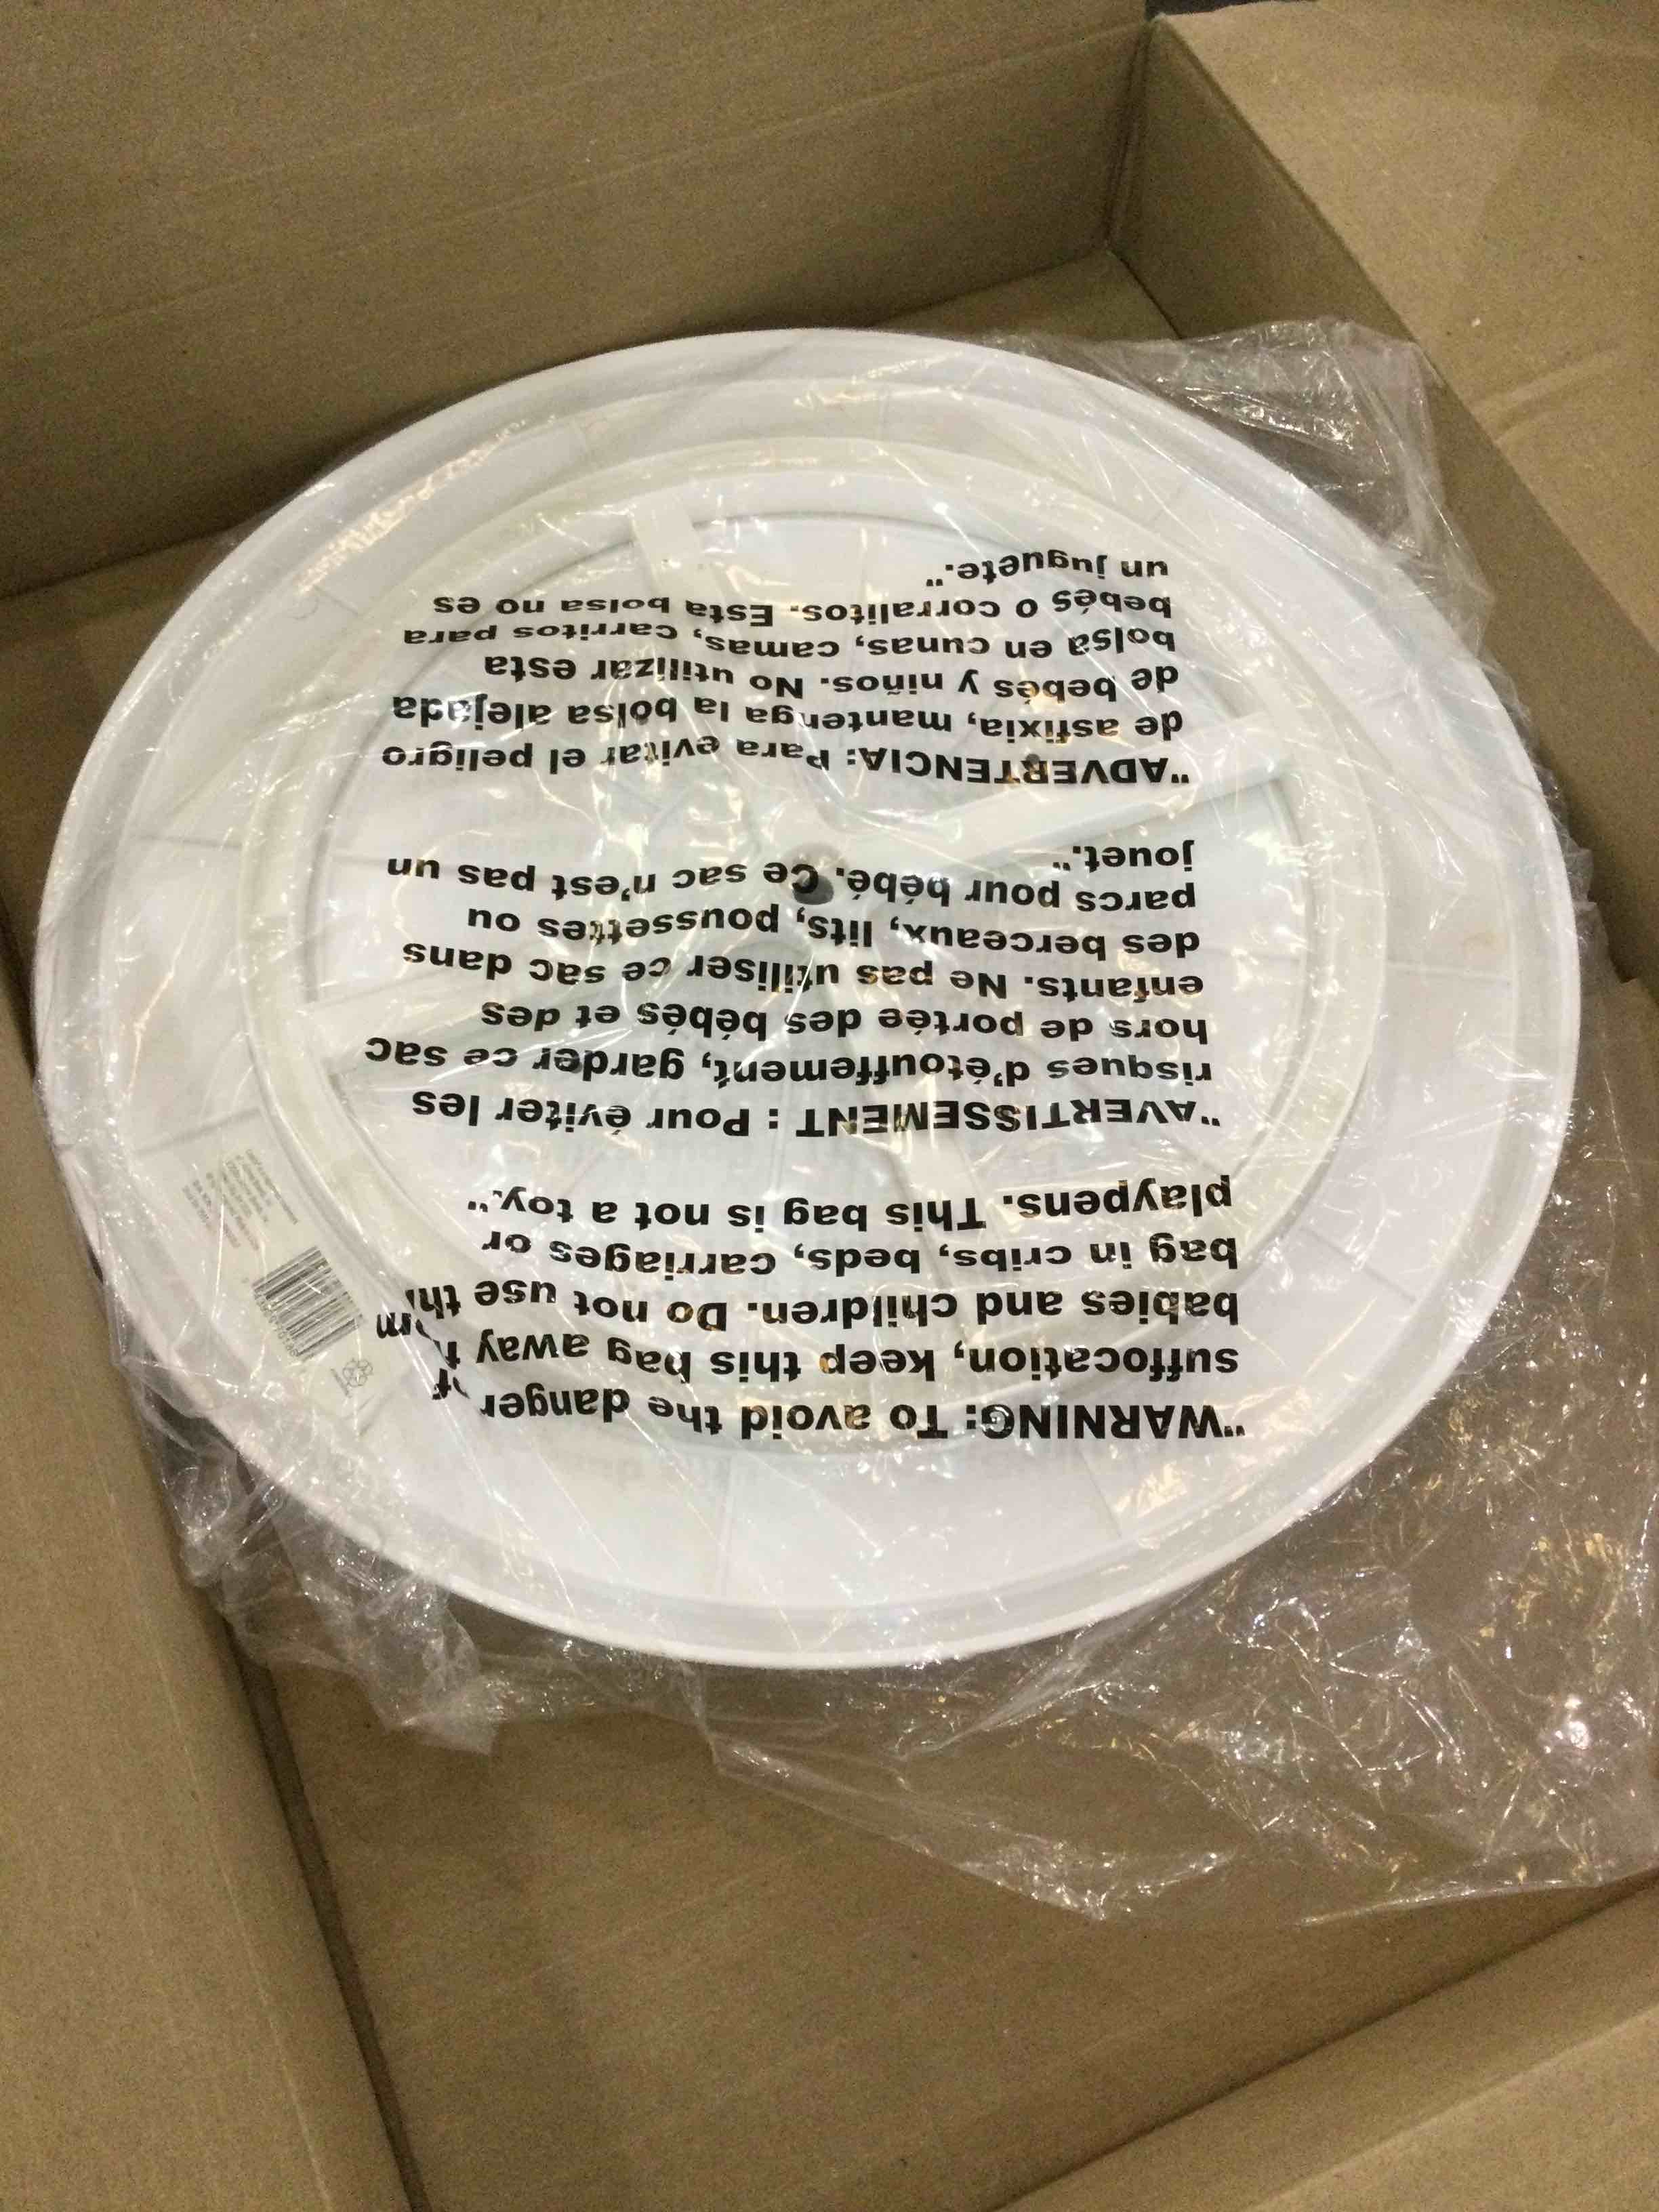 "WARNING: To avoid the danger of
suffocation, keep this bag away
babies and children. Do not use
bag in cribs, beds, carriages or
playpens. This bag is not a toy."
"AVERTISSEMENT : Pour éviter les
risques d'étouffement, garder ce sac
hors de portée des bébés et des
enfants. Ne pas utiliser ce sac dans
des berceaux, lits, poussettes ou
parcs pour bébé. Ce sac n'est pas un
jouet."
"ADVERTENCIA: Para evitar el peligro
de asfixia, mantenga la bolsa alejada
de bebés y niños. No utilizar esta
bolsa en cunas, camas, carritos para
bebés o corralitos. Esta bolsa no es
un juguete."